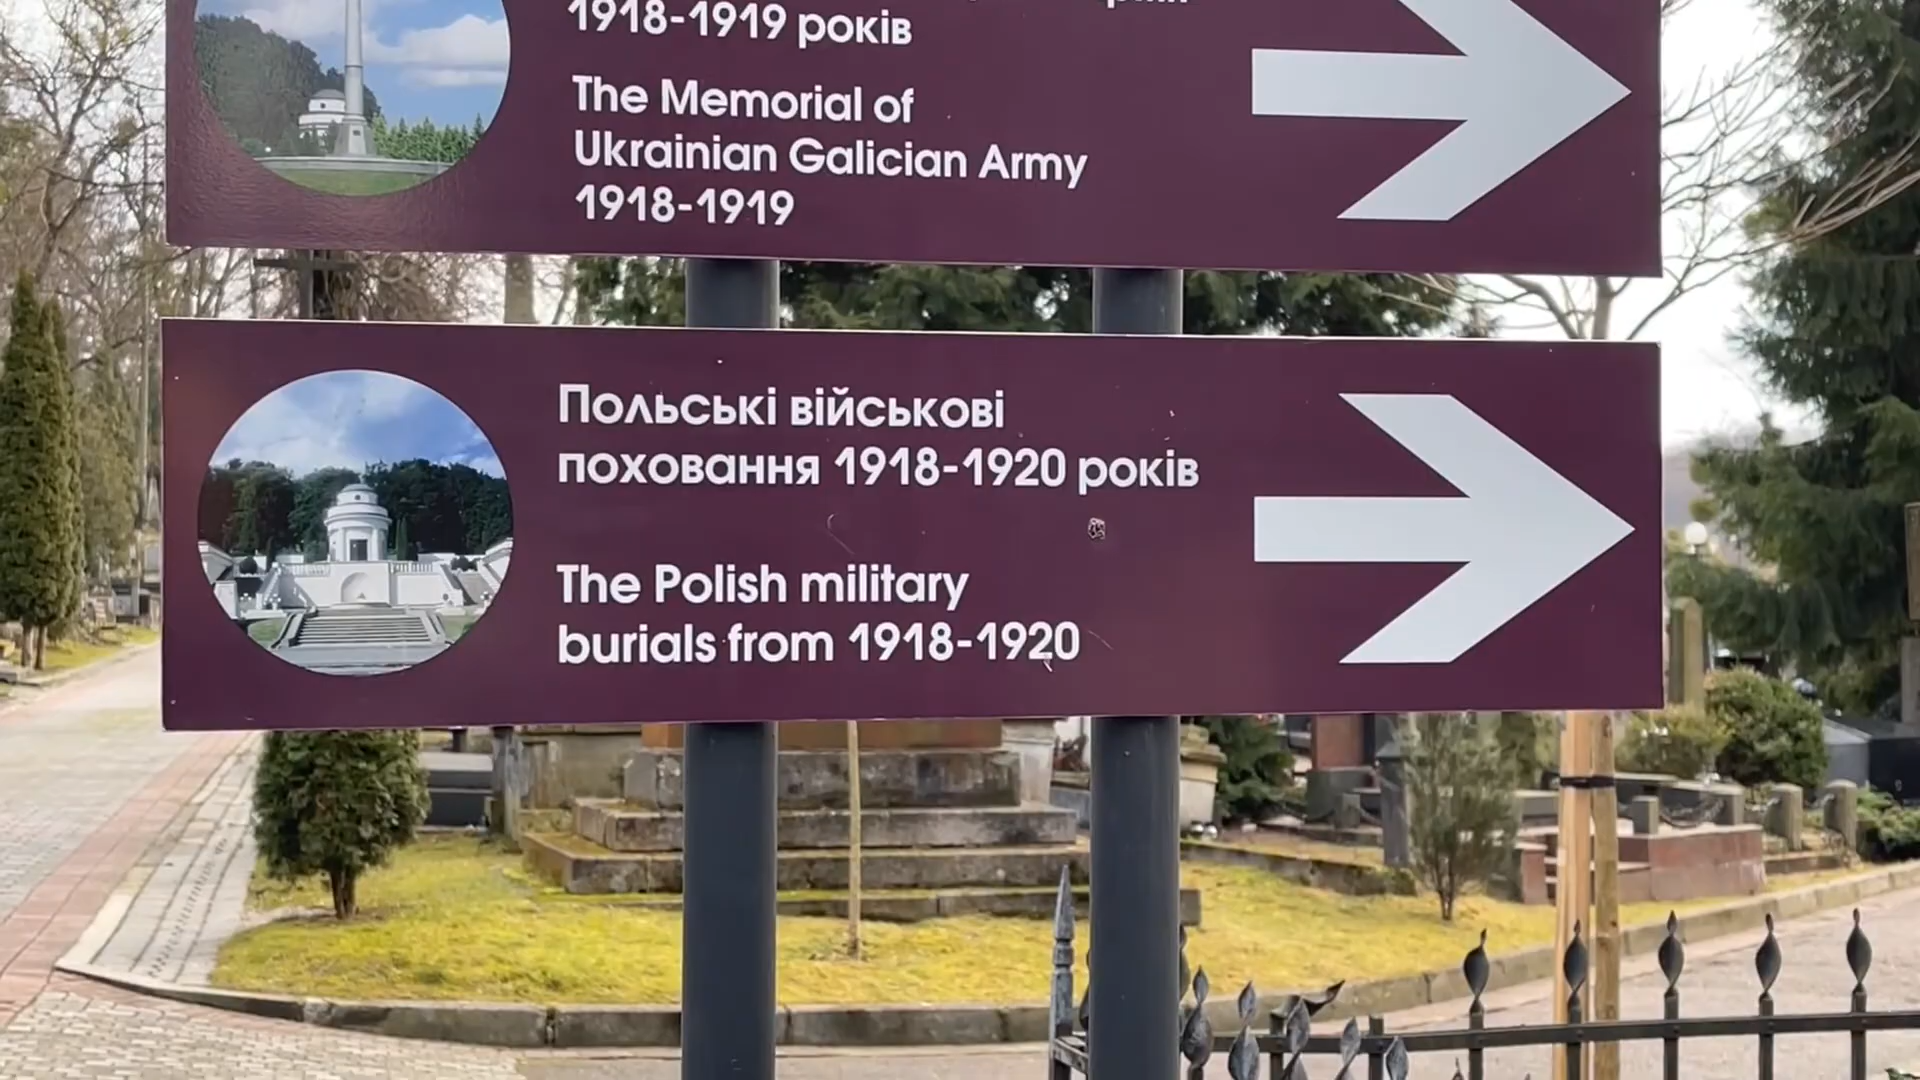 1918-1919 років
The Memorial of
Ukrainian Galician Army
1918-1919
Польські військові
поховання 1918-1920 років
The Polish military
burials from 1918-1920